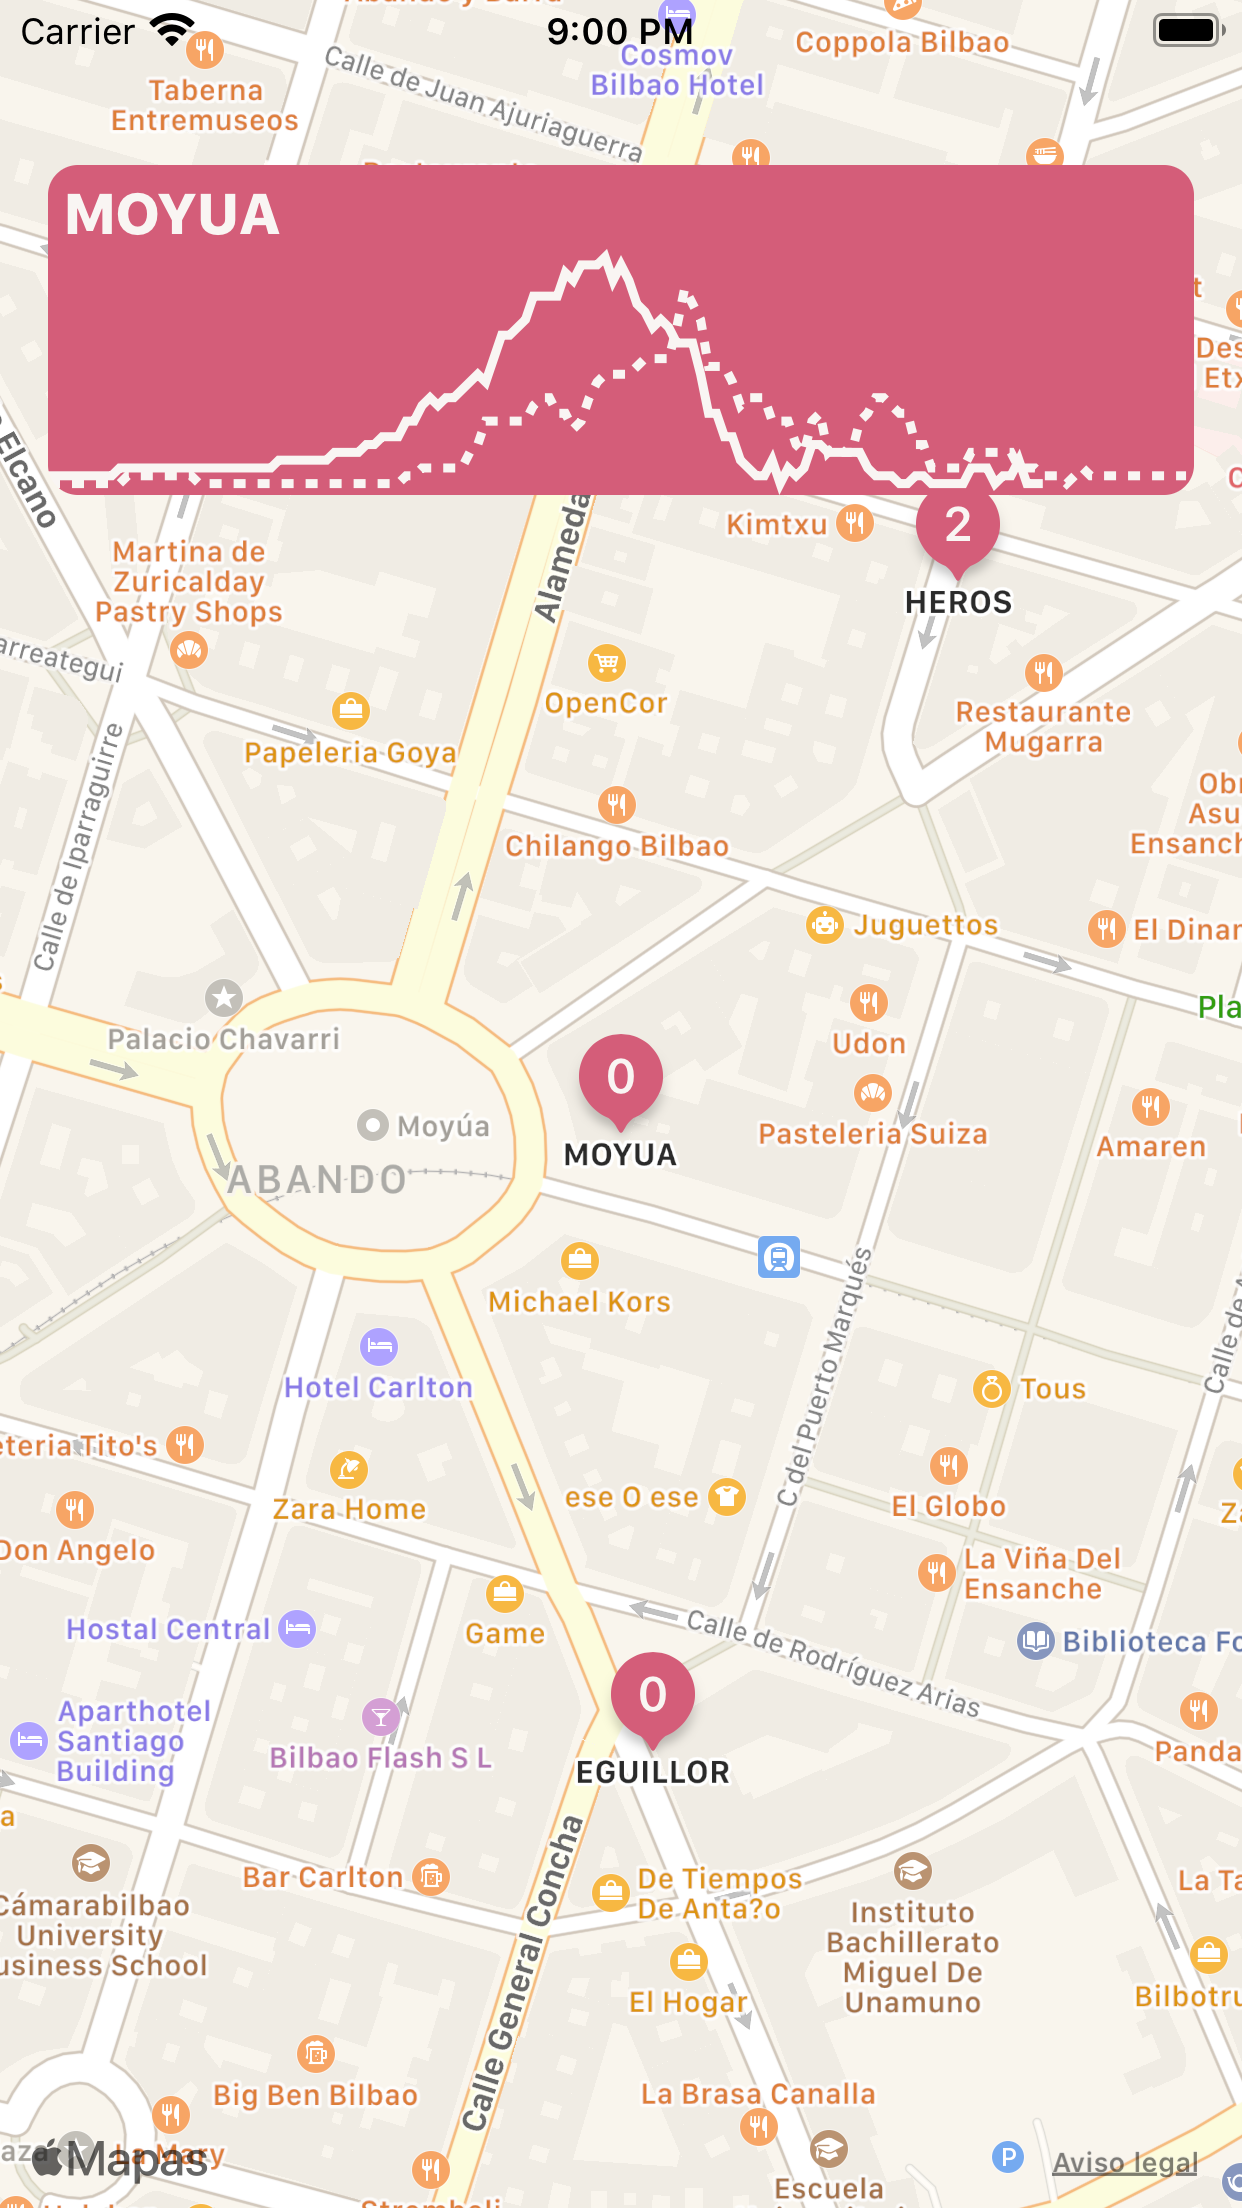 Carrier
9:00 PM
Cosmov
Bilbao Hotel
Coppola Bilbao
Taberna
Entremuseos
Calle de Juan Ajuriaguerra
MOYUA
Elcano
Alameda
Kimtxu
2
HEROS
Martina de
Zuricalday
Pastry Shops
arreategui
OpenCor
Papeleria Goya
Restaurante
Mugarra
Calle de Iparraguirre
Chilango Bilbao
Juguettos
El Dinar
Palacio Chavarri
Udon
0
MOYUA
Moyúa
ABANDO
Pasteleria Suiza
Amaren
Michael Kors
Hotel Carlton
C del Puerto Marqués
Calle de
Tous
eteria Tito's
Zara Home
ese O ese
El Globo
Don Angelo
La Viña Del
Ensanche
Game
Hostal Central
Calle de Rodríguez Arias
Biblioteca Fo
0
EGUILLOR
Aparthotel
Santiago
Building
Bilbao Flash S L
Panda
Bar Carlton
De Tiempos
De Anta?o
Calle General Concha
Cámarabilbao
University
usiness School
Instituto
Bachillerato
Miguel De
Unamuno
La Ta
El Hogar
Bilbotru
Big Ben Bilbao
La Brasa Canalla
La Mary
Mapas
P
Aviso legal
Escuela